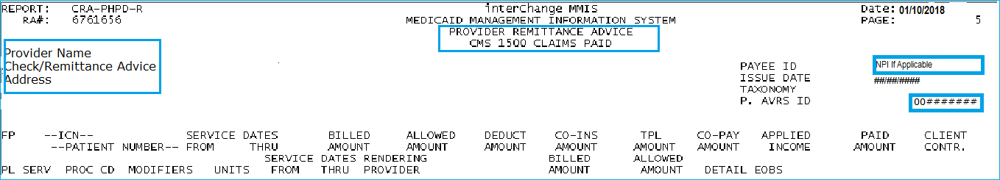 REPORT: CRA-PHPD-R interChange MMIS Date: 01/10/2018
RA#: 6761656 MEDICAID MANAGEMENT INFORMATION SYSTEM PAGE: 5
PROVIDER REMITTANCE ADVICE
CMS 1500 CLAIMS PAID
Provider Name
Check/Remittance Advice
Address
PAYEE ID NPI If Applicable
ISSUE DATE ##/##/####
TAXONOMY
P. AVRS ID 00#######
FP --ICN-- SERVICE DATES BILLED ALLOWED DEDUCT CO-INS TPL CO-PAY APPLIED PAID CLIENT
--PATIENT NUMBER-- FROM THRU AMOUNT AMOUNT AMOUNT AMOUNT AMOUNT AMOUNT INCOME AMOUNT CONTR.
SERVICE DATES RENDERING BILLED ALLOWED
PL SERV PROC CD MODIFIERS UNITS FROM THRU PROVIDER AMOUNT AMOUNT DETAIL EOBS